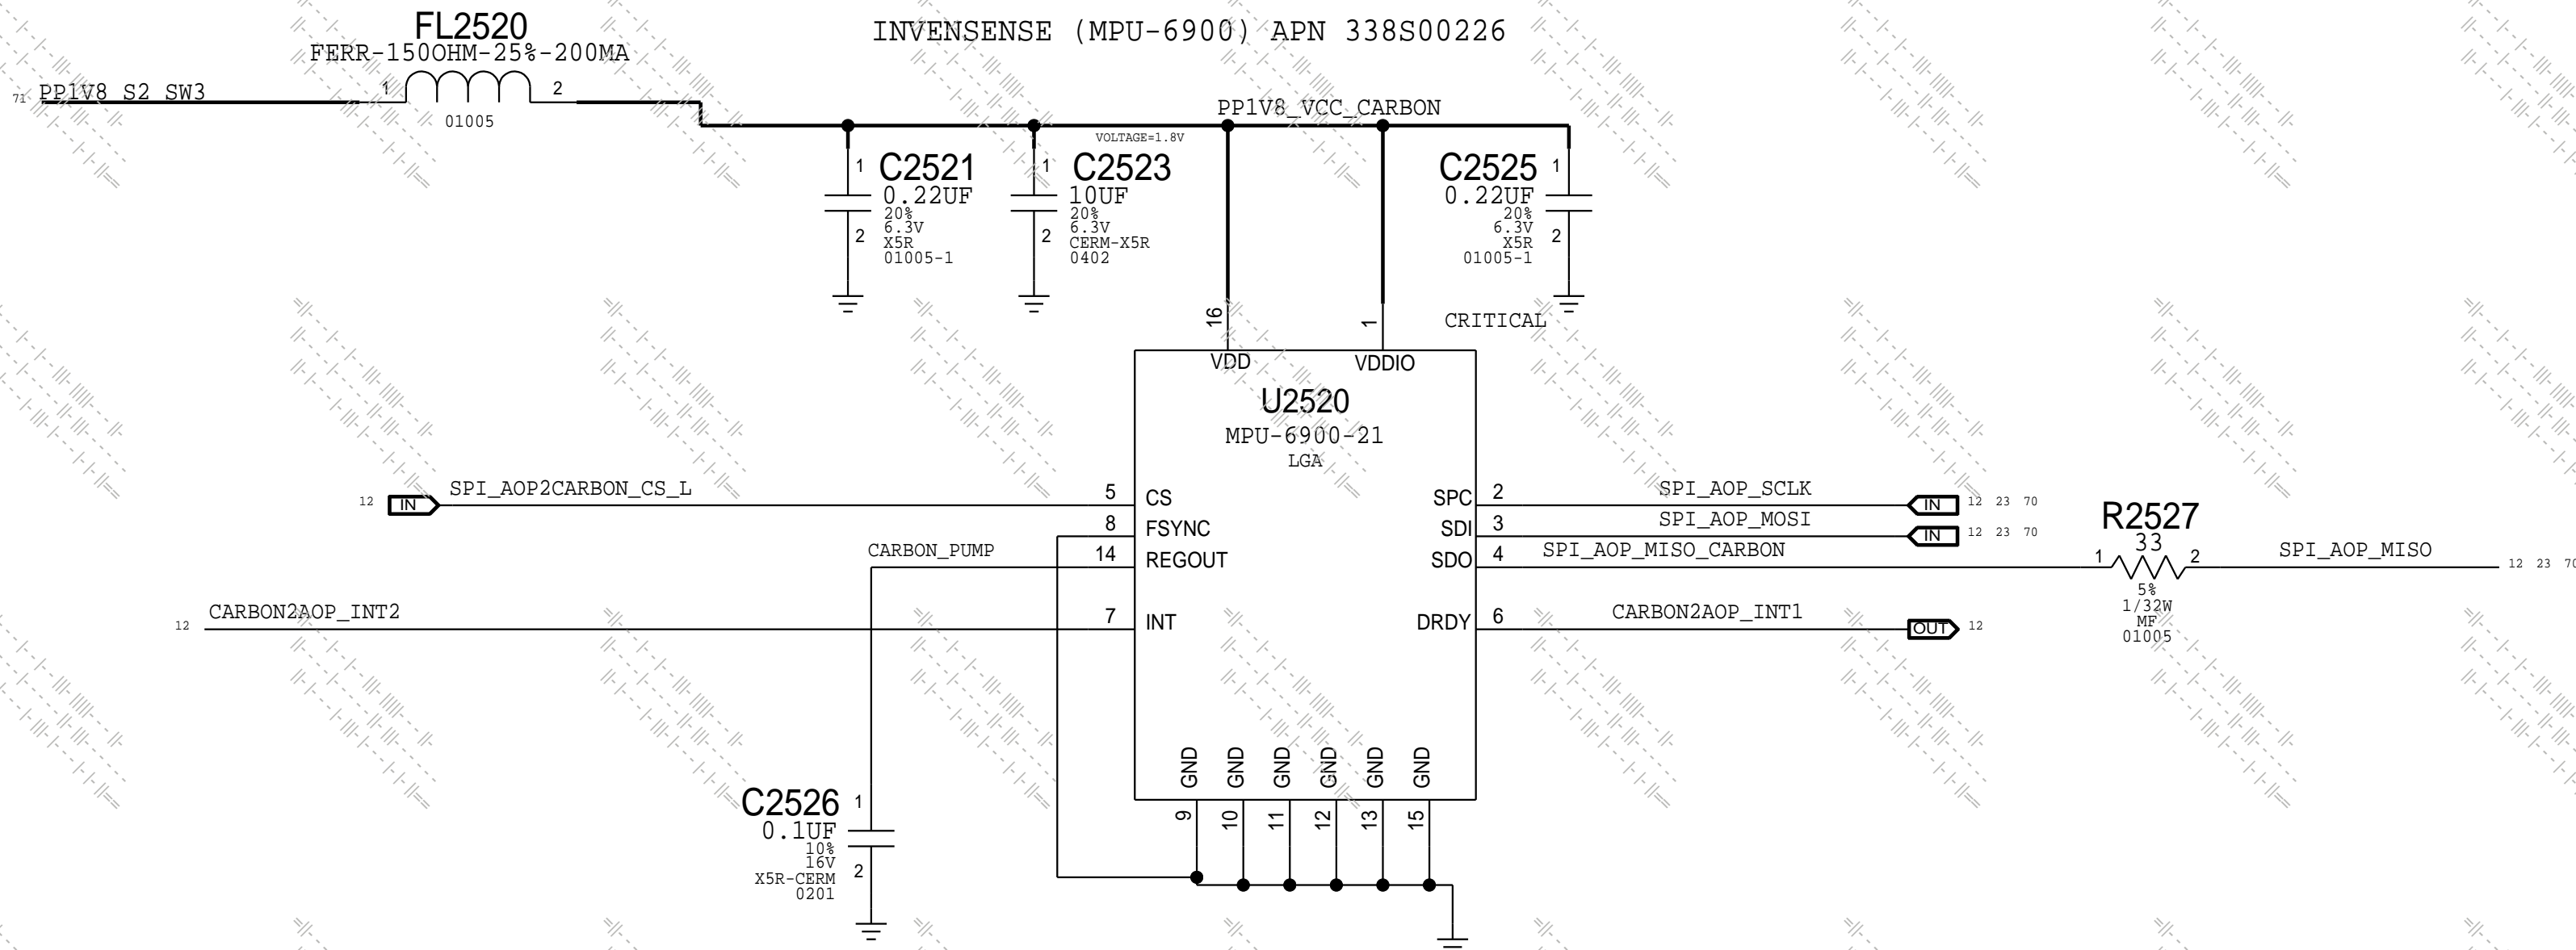 INVENSENSE (MPU-6900) APN 338S00226
FL2520
FERR-150OHM-25%-200MA
71 PP1V8_S2_SW3
1 2
01005
PP1V8_VCC_CARBON
VOLTAGE=1.8V
1 C2521
0.22UF
20%
6.3V
X5R
01005-1
2
1 C2523
10UF
20%
6.3V
CERM-X5R
0402
2
C2525 1
0.22UF
20%
6.3V
X5R
01005-1
2
16
1
CRITICAL
VDD VDDIO
U2520
MPU-6900-21
LGA
12 IN SPI_AOP2CARBON_CS_L 5 CS
8 FSYNC
CARBON_PUMP 14 REGOUT
12 CARBON2AOP_INT2 7 INT
SPC 2 SPI_AOP_SCLK IN 12 23 70
SDI 3 SPI_AOP_MOSI IN 12 23 70
SDO 4 SPI_AOP_MISO_CARBON
DRDY 6 CARBON2AOP_INT1 OUT 12
R2527
33
1 2
5%
1/32W
MF
01005
SPI_AOP_MISO 12 23 70
GND GND GND GND GND GND
9 10 11 12 13 15
C2526 1
0.1UF
10%
16V
X5R-CERM
0201
2